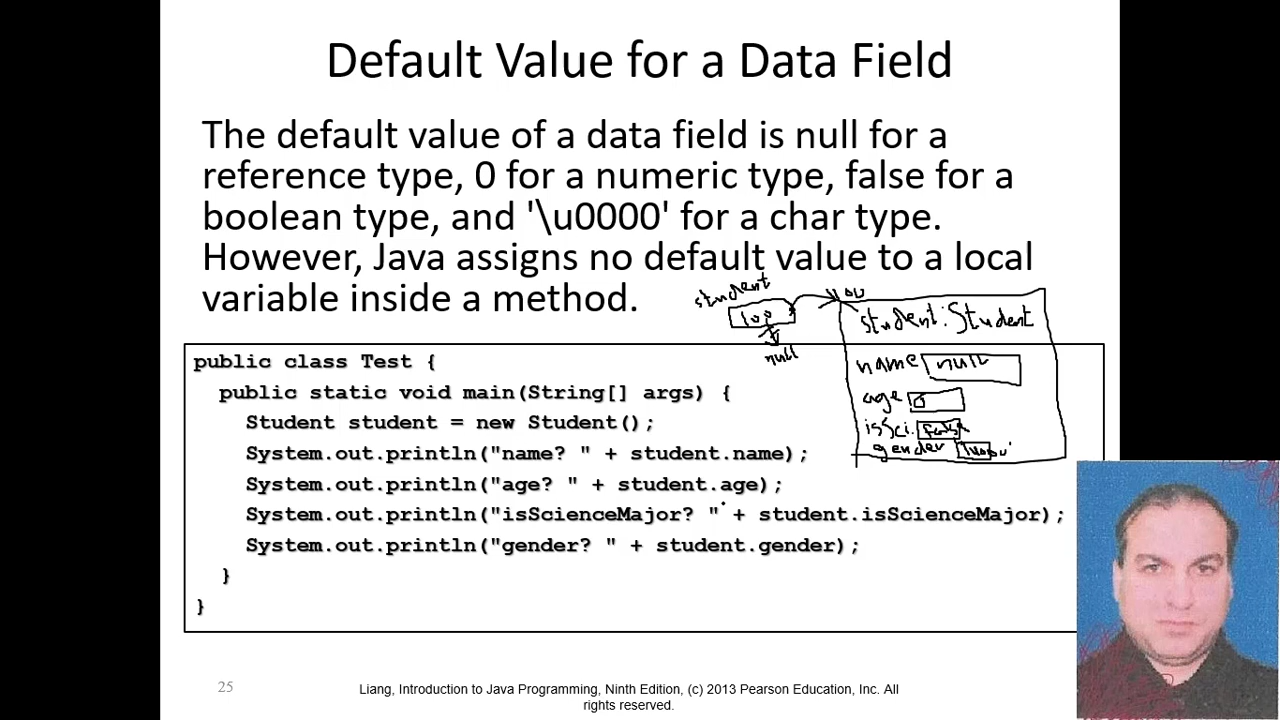 Default Value for a Data Field
The default value of a data field is null for a
reference type, 0 for a numeric type, false for a
boolean type, and '\u0000' for a char type.
However, Java assigns no default value to a local
variable inside a method.
student
100
null
student: Student
name null
age 0
isSci. false
gender
public class Test {
public static void main(String[] args) {
Student student = new Student();
System.out.println("name? " + student.name);
System.out.println("age? " + student.age);
System.out.println("isScienceMajor? " + student.isScienceMajor);
System.out.println("gender? " + student.gender);
}
}
25
Liang, Introduction to Java Programming, Ninth Edition, (c) 2013 Pearson Education, Inc. All
rights reserved.